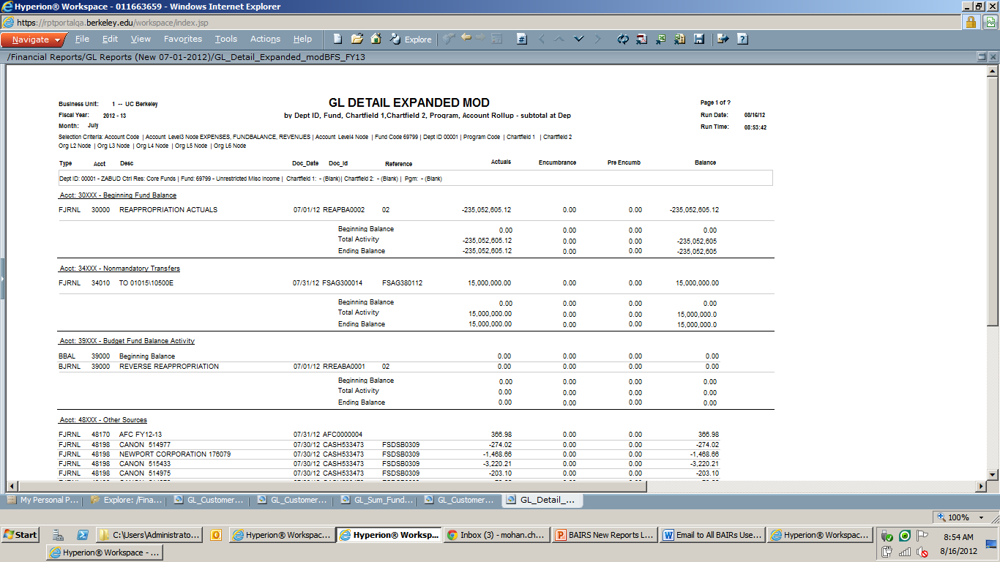 Hyperion® Workspace - 011663659 - Windows Internet Explorer
https://rptportalqa.berkeley.edu/workspace/index.jsp
Navigate File Edit View Favorites Tools Actions Help Explore
/Financial Reports/GL Reports (New 07-01-2012)/GL_Detail_Expanded_modBFS_FY13
Business Unit: 1 -- UC Berkeley GL DETAIL EXPANDED MOD Page 1 of ?
Fiscal Year: 2012 - 13 by Dept ID, Fund, Chartfield 1,Chartfield 2, Program, Account Rollup - subtotal at Dep Run Date: 08/16/12
Month: July Run Time: 08:53:42
Selection Criteria: Account Code | Account Level3 Node EXPENSES, FUNDBALANCE, REVENUES | Account Level4 Node | Fund Code 69799 | Dept ID 00001 | Program Code | Chartfield 1 | Chartfield 2
Org L2 Node | Org L3 Node | Org L4 Node | Org L5 Node | Org L6 Node
Type Acct Desc Doc_Date Doc_Id Reference Actuals Encumbrance Pre Encumb Balance
Dept ID: 00001 - ZABUD Ctrl Res: Core Funds | Fund: 69799 - Unrestricted Misc Income | Chartfield 1: - (Blank)| Chartfield 2: - (Blank) | Pgm: - (Blank)
Acct: 30XXX - Beginning Fund Balance
FJRNL 30000 REAPPROPRIATION ACTUALS 07/01/12 REAPBA0002 02 -235,052,605.12 0.00 0.00 -235,052,605.12
Beginning Balance 0.00 0.00 0.00 0.00
Total Activity -235,052,605.12 0.00 0.00 -235,052,605
Ending Balance -235,052,605.12 0.00 0.00 -235,052,605
Acct: 34XXX - Nonmandatory Transfers
FJRNL 34010 TO 01015\10500E 07/31/12 FSAG300014 FSAG380112 15,000,000.00 0.00 0.00 15,000,000.00
Beginning Balance 0.00 0.00 0.00 0.00
Total Activity 15,000,000.00 0.00 0.00 15,000,000.0
Ending Balance 15,000,000.00 0.00 0.00 15,000,000.0
Acct: 39XXX - Budget Fund Balance Activity
BBAL 39000 Beginning Balance 0.00 0.00 0.00 0.00
BJRNL 39000 REVERSE REAPPROPRIATION 07/01/12 RREABA0001 02 0.00 0.00 0.00 0.00
Beginning Balance 0.00 0.00 0.00 0.00
Total Activity 0.00 0.00 0.00 0.00
Ending Balance 0.00 0.00 0.00 0.00
Acct: 48XXX - Other Sources
FJRNL 48170 AFC FY12-13 07/31/12 AFC0000004 366.98 0.00 0.00 366.98
FJRNL 48198 CANON 514977 07/30/12 CASH533473 FSDSB0309 -274.02 0.00 0.00 -274.02
FJRNL 48198 NEWPORT CORPORATION 176079 07/30/12 CASH533473 FSDSB0309 -1,468.66 0.00 0.00 -1,468.66
FJRNL 48198 CANON 515433 07/30/12 CASH533473 FSDSB0309 -3,220.21 0.00 0.00 -3,220.21
FJRNL 48198 CANON 514975 07/30/12 CASH533473 FSDSB0309 -203.10 0.00 0.00 -203.10
My Personal P... Explore: /Fina... GL_Customer... GL_Customer... GL_Sum_Fund... GL_Customer... GL_Detail_...
100%
Start C:\Users\Administrato... Hyperion® Workspac... Hyperion® Worksp... Inbox (3) - mohan.ch... BAIRS New Reports L... Email to All BAIRs Use... Hyperion® Workspac... 8:54 AM
Hyperion® Workspace - ... 8/16/2012